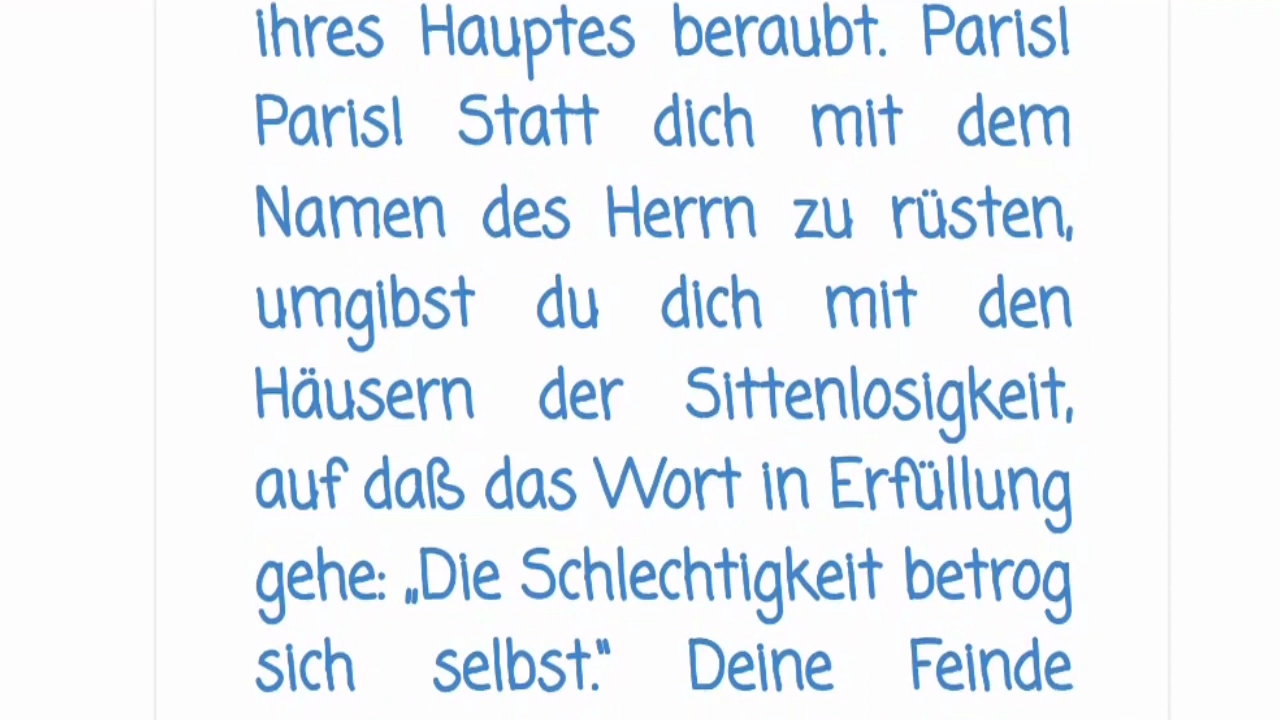 ihres Hauptes beraubt. Paris!
Paris! Statt dich mit dem
Namen des Herrn zu rüsten,
umgibst du dich mit den
Häusern der Sittenlosigkeit,
auf daß das Wort in Erfüllung
gehe: „Die Schlechtigkeit betrog
sich selbst.“ Deine Feinde